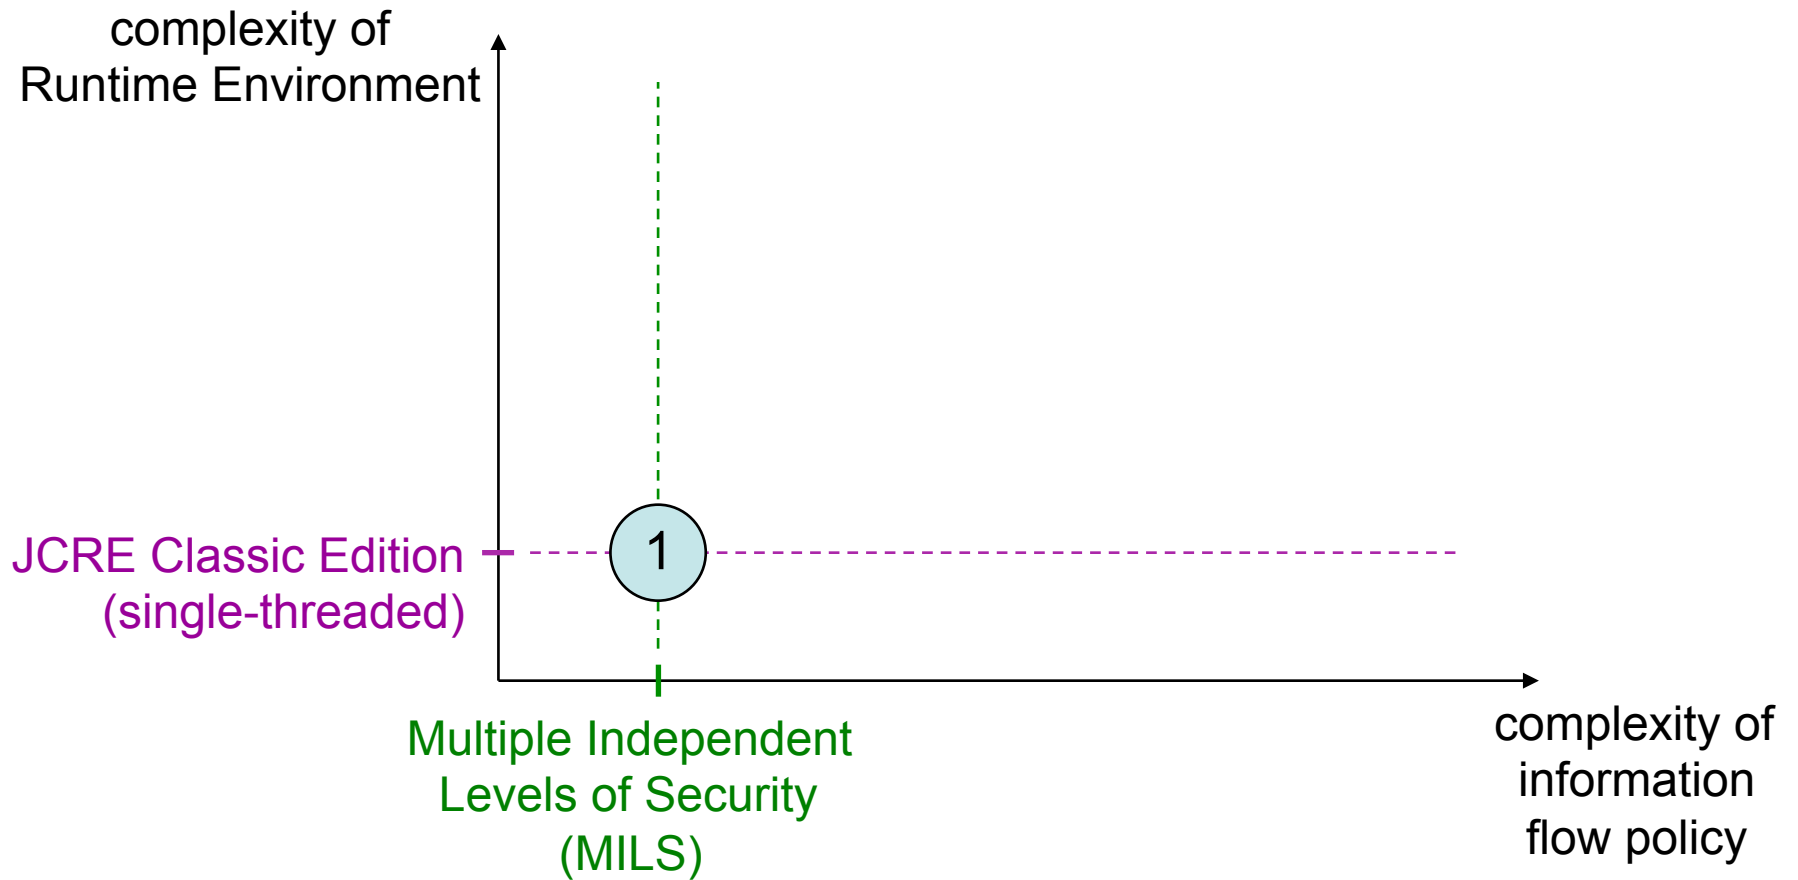 complexity of
Runtime Environment
1
JCRE Classic Edition
(single-threaded)
Multiple Independent
Levels of Security
(MILS)
complexity of
information
flow policy